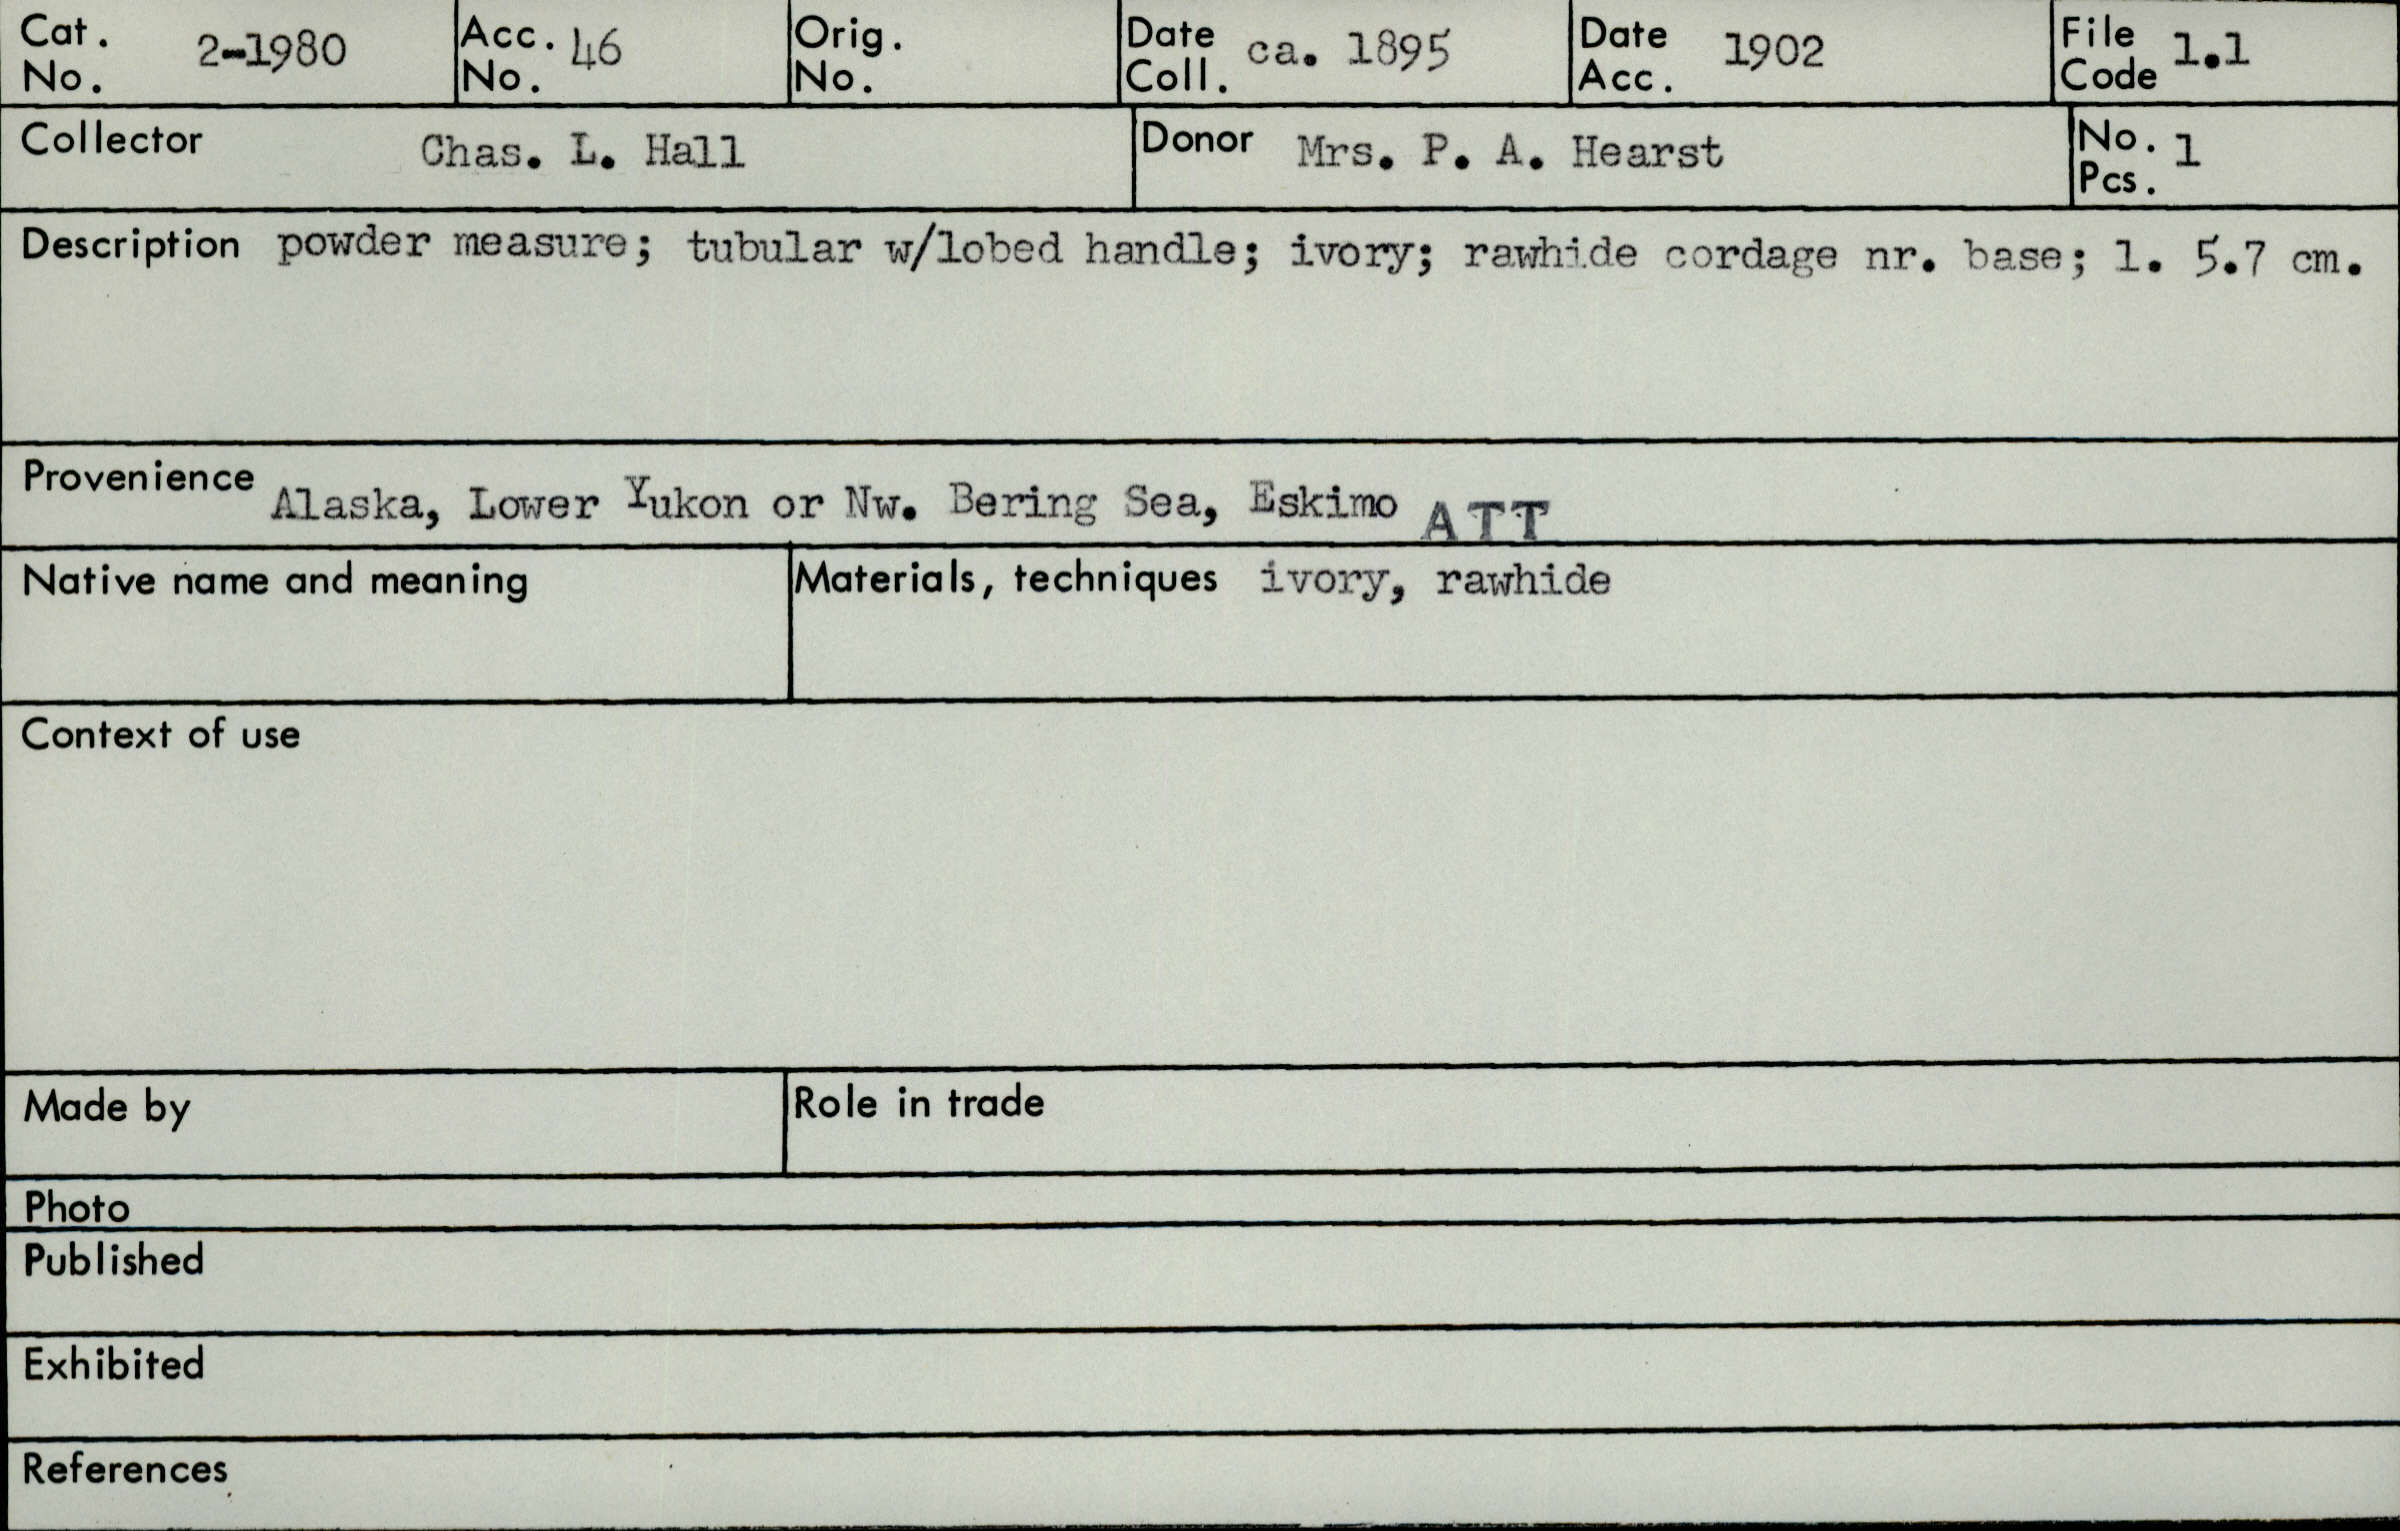 Cat. No. 2-1980 Acc. No. 46 Orig. No. Date Coll. ca. 1895 Date Acc. 1902 File Code 1.1
Collector Chas. L. Hall Donor Mrs. P. A. Hearst No. Pcs. 1
Description powder measure; tubular w/lobed handle; ivory; rawhide cordage nr. base; l. 5.7 cm.
Provenience Alaska, Lower Yukon or Nw. Bering Sea, Eskimo ATT
Native name and meaning Materials, techniques ivory, rawhide
Context of use
Made by Role in trade
Photo
Published
Exhibited
References